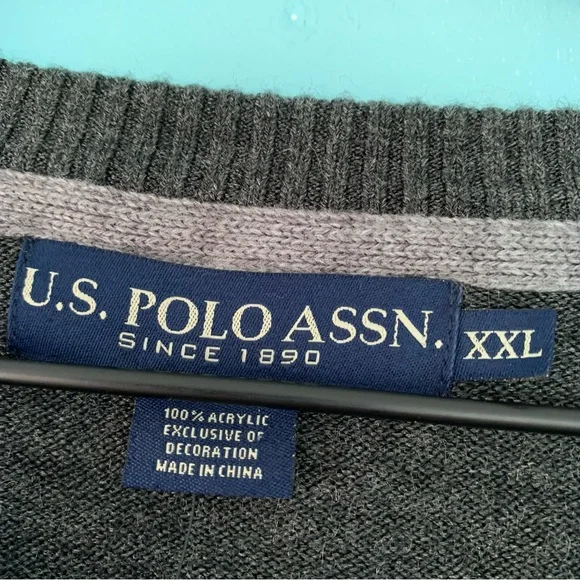 U.S. POLO ASSN.
SINCE 1890
XXL
100% ACRYLIC
EXCLUSIVE OF
DECORATION
MADE IN CHINA